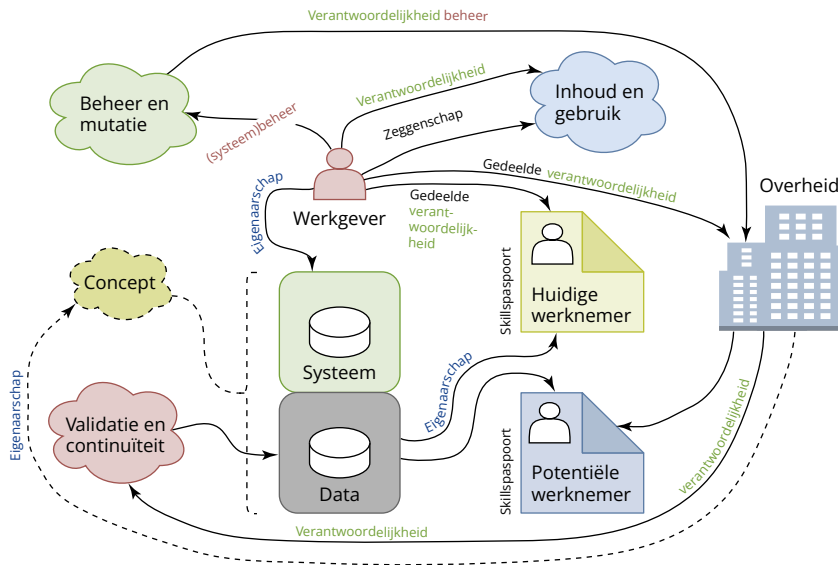 Verantwoordelijkheid beheer
Beheer en
mutatie
(systeem)beheer
Verantwoordelijkheid
Zeggenschap
Inhoud en
gebruik
Werkgever
Gedeelde verantwoordelijkheid
Gedeelde
verant-
woordelijk-
heid
Overheid
Eigenaarschap
Concept
Systeem
Data
Skillspaspoort
Huidige
werknemer
Eigenaarschap
Eigenaarschap
Validatie en
continuïteit
Skillspaspoort
Potentiële
werknemer
verantwoordelijkheid
Verantwoordelijkheid